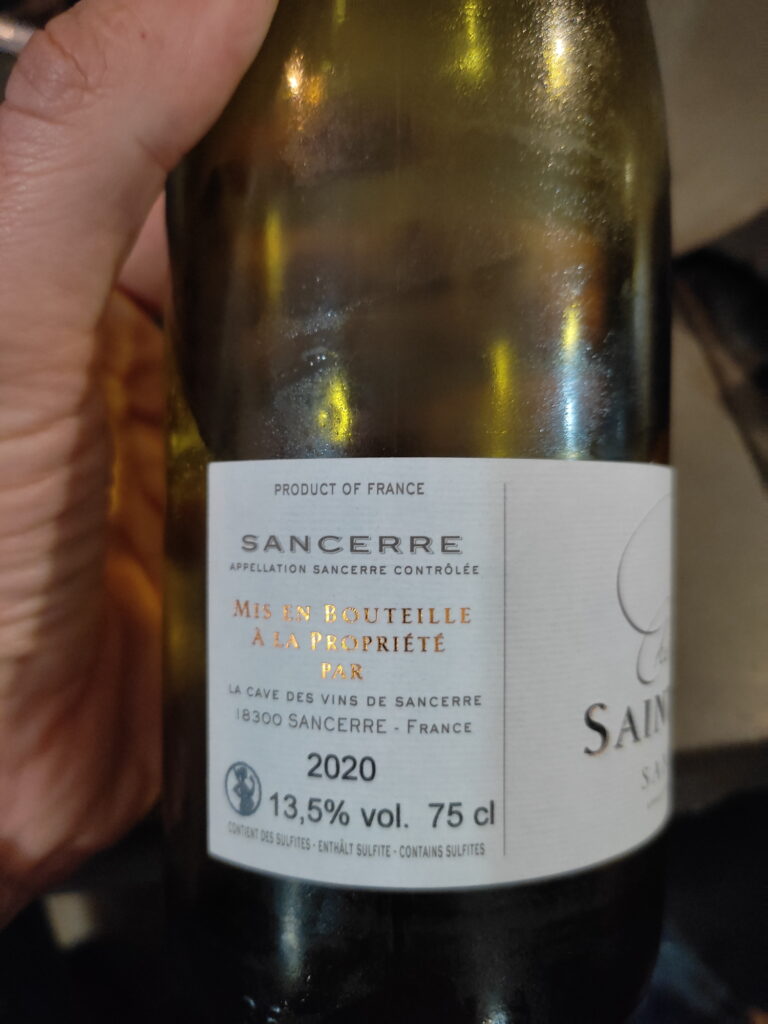 PRODUCT OF FRANCE
SANCERRE
APPELLATION SANCERRE CONTRÔLÉE
MIS EN BOUTEILLE
À LA PROPRIÉTÉ
PAR
LA CAVE DES VINS DE SANCERRE
18300 SANCERRE - FRANCE
2020
13,5% vol. 75 cl
CONTIENT DES SULFITES - ENTHÄLT SULFITE - CONTAINS SULFITES